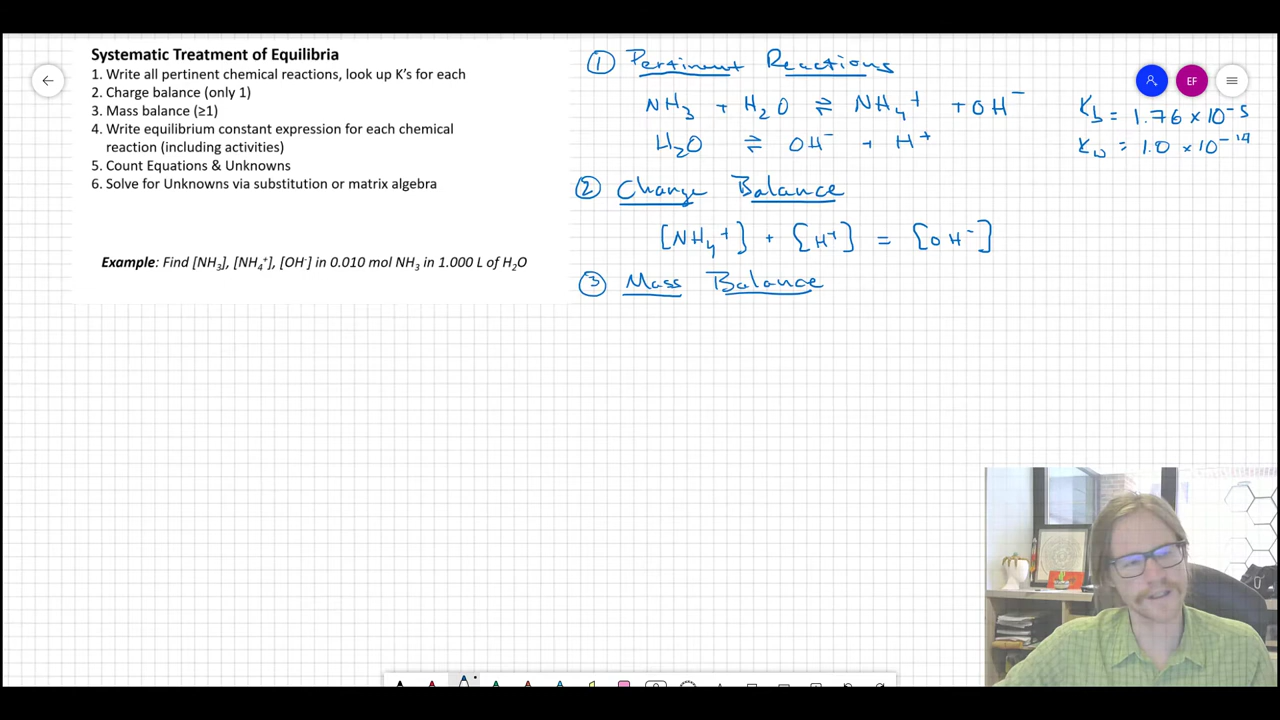 Systematic Treatment of Equilibria
1. Write all pertinent chemical reactions, look up K's for each
2. Charge balance (only 1)
3. Mass balance (≥1)
4. Write equilibrium constant expression for each chemical
reaction (including activities)
5. Count Equations & Unknowns
6. Solve for Unknowns via substitution or matrix algebra
Example: Find [NH₃], [NH₄⁺], [OH⁻] in 0.010 mol NH₃ in 1.000 L of H₂O
① Pertinent Reactions
NH₃ + H₂O ⇌ NH₄⁺ + OH⁻ K_b = 1.76 × 10⁻⁵
H₂O ⇌ OH⁻ + H⁺ K_w = 1.0 × 10⁻¹⁴
② Charge Balance
[NH₄⁺] + [H⁺] = [OH⁻]
③ Mass Balance
EF